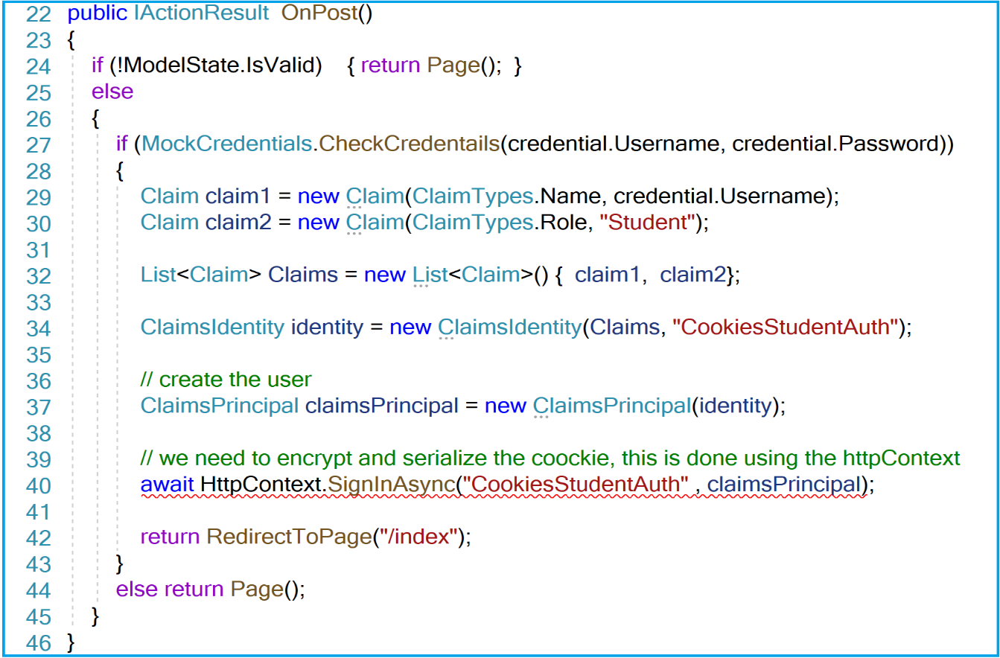 22 public IActionResult OnPost()
23 {
24 if (!ModelState.IsValid) { return Page(); }
25 else
26 {
27 if (MockCredentials.CheckCredentails(credential.Username, credential.Password))
28 {
29 Claim claim1 = new Claim(ClaimTypes.Name, credential.Username);
30 Claim claim2 = new Claim(ClaimTypes.Role, "Student");
31
32 List<Claim> Claims = new List<Claim>() { claim1, claim2};
33
34 ClaimsIdentity identity = new ClaimsIdentity(Claims, "CookiesStudentAuth");
35
36 // create the user
37 ClaimsPrincipal claimsPrincipal = new ClaimsPrincipal(identity);
38
39 // we need to encrypt and serialize the coockie, this is done using the httpContext
40 await HttpContext.SignInAsync("CookiesStudentAuth" , claimsPrincipal);
41
42 return RedirectToPage("/index");
43 }
44 else return Page();
45 }
46 }